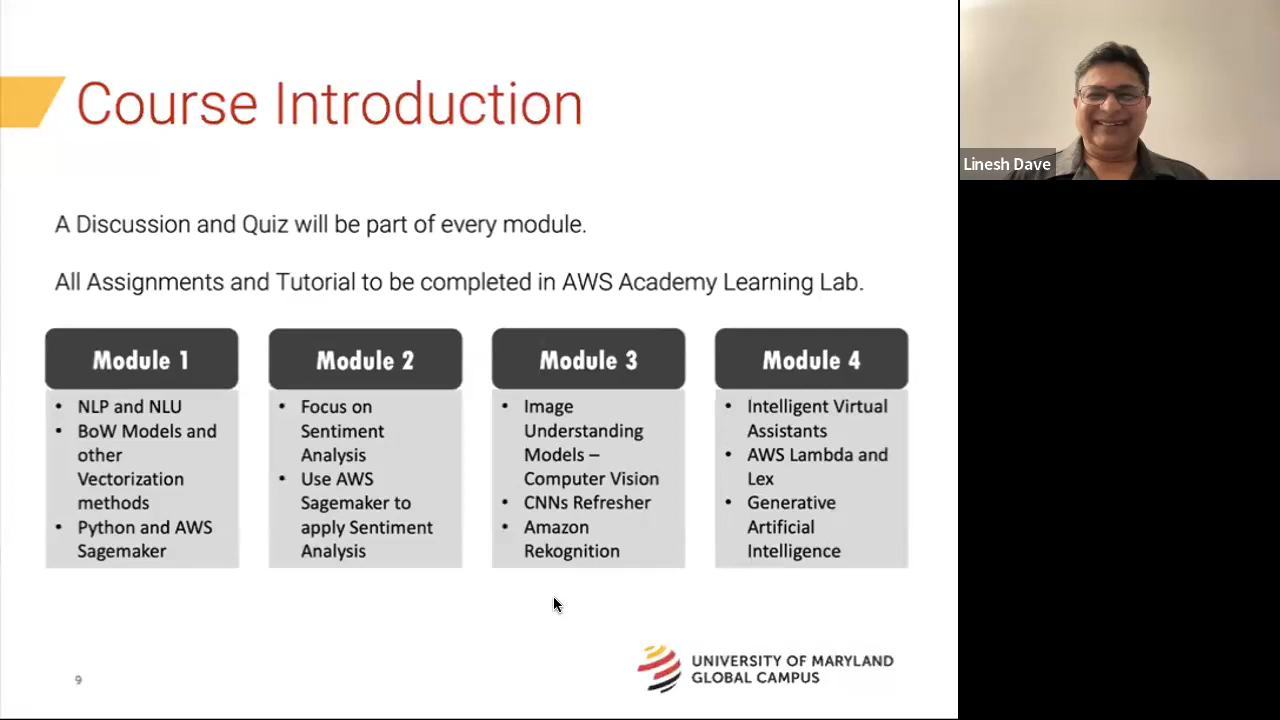 Course Introduction
Linesh Dave
A Discussion and Quiz will be part of every module.
All Assignments and Tutorial to be completed in AWS Academy Learning Lab.
Module 1
• NLP and NLU
• BoW Models and
other
Vectorization
methods
• Python and AWS
Sagemaker
Module 2
• Focus on
Sentiment
Analysis
• Use AWS
Sagemaker to
apply Sentiment
Analysis
Module 3
• Image
Understanding
Models –
Computer Vision
• CNNs Refresher
• Amazon
Rekognition
Module 4
• Intelligent Virtual
Assistants
• AWS Lambda and
Lex
• Generative
Artificial
Intelligence
9
UNIVERSITY OF MARYLAND
GLOBAL CAMPUS